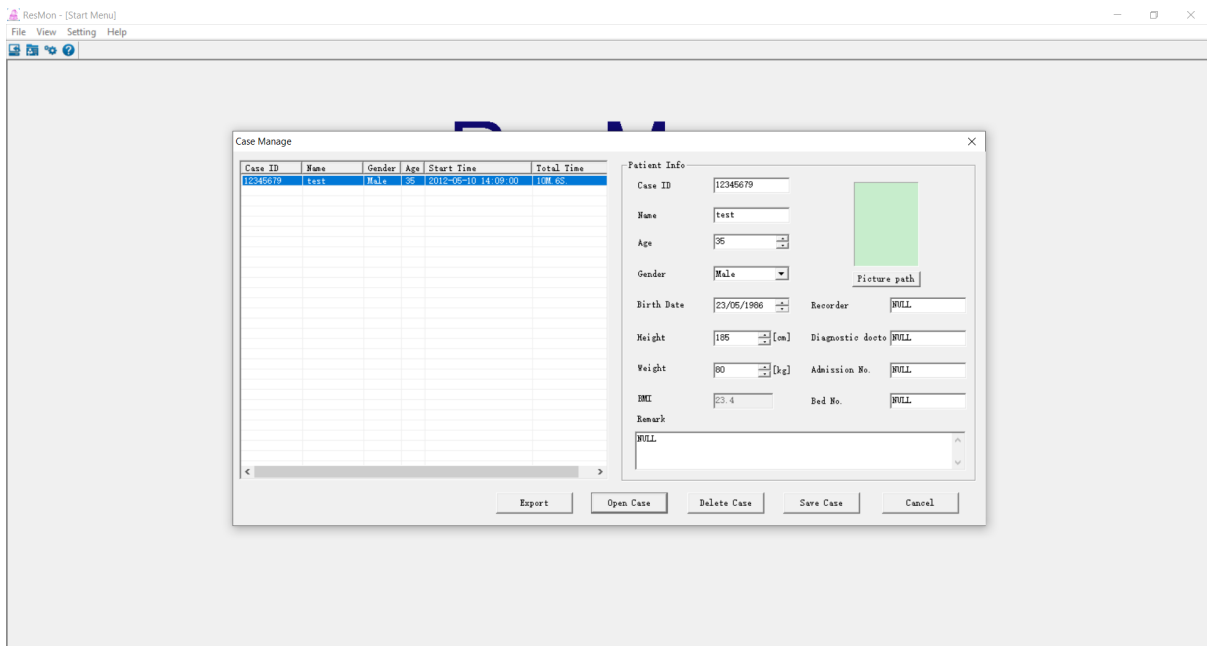 ResMon - [Start Menu]
File View Setting Help
Case Manage
Case ID Name Gender Age Start Time Total Time
12345679 test Male 35 2012-05-10 14:09:00 10M.6S.
Patient Info
Case ID 12345679
Name test
Age 35
Gender Male
Picture path
Birth Date 23/05/1986 Recorder NULL
Height 185 [cm] Diagnostic docto NULL
Weight 80 [kg] Admission No. NULL
BMI 23.4 Bed No. NULL
Remark
NULL
Export Open Case Delete Case Save Case Cancel